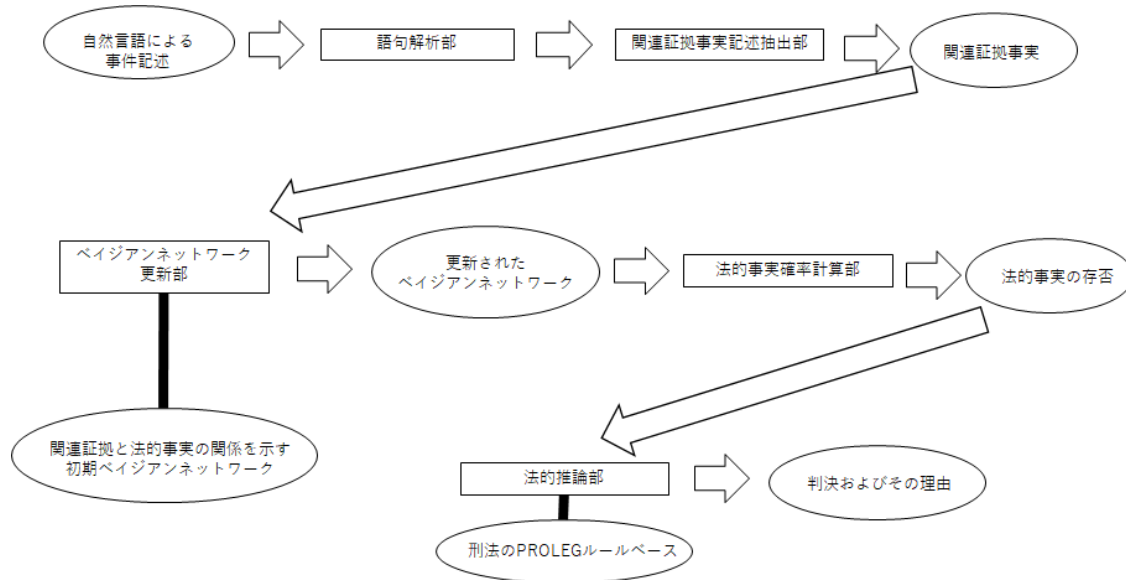 自然言語による
事件記述
語句解析部
関連証拠事実記述抽出部
関連証拠事実
ベイジアンネットワーク
更新部
更新された
ベイジアンネットワーク
法的事実確率計算部
法的事実の存否
関連証拠と法的事実の関係を示す
初期ベイジアンネットワーク
法的推論部
判決およびその理由
刑法のPROLEGルールベース